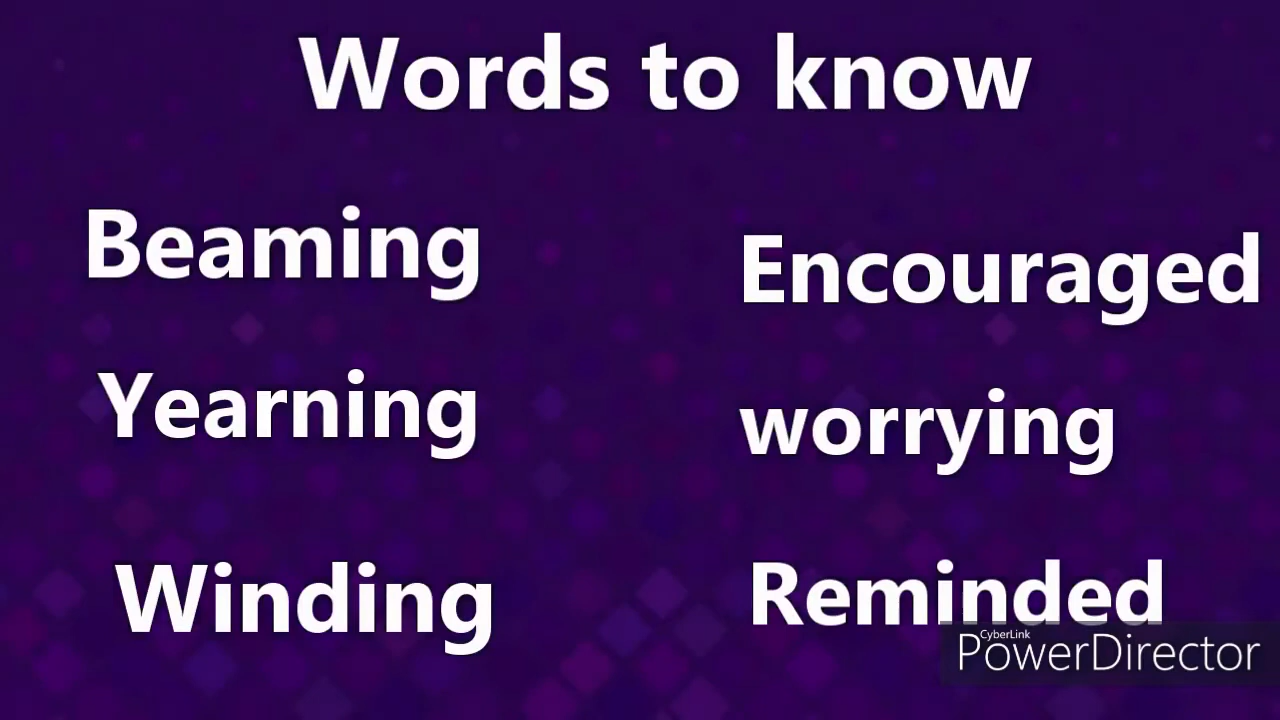 Words to know
Beaming
Encouraged
Yearning
worrying
Winding
Reminded
CyberLink
PowerDirector